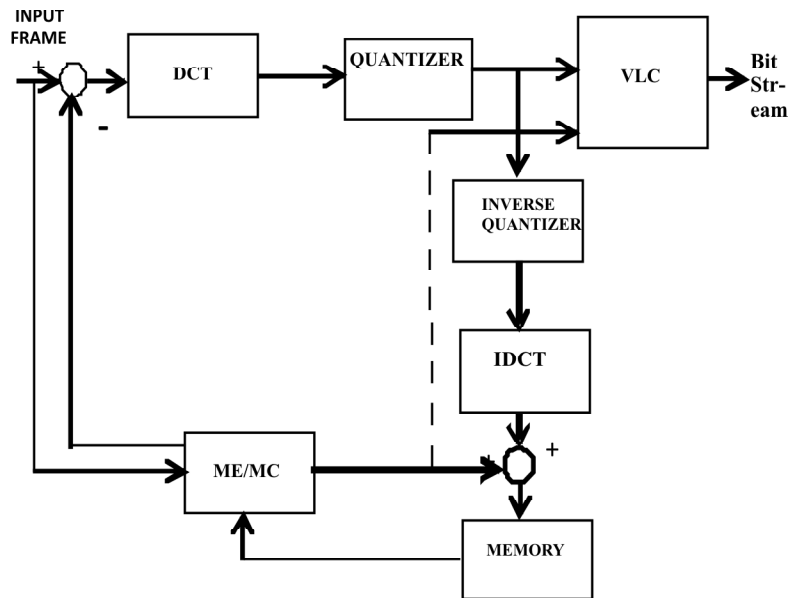 INPUT
FRAME
+
-
DCT
QUANTIZER
VLC
Bit
Str-
eam
INVERSE
QUANTIZER
IDCT
+
+
ME/MC
MEMORY